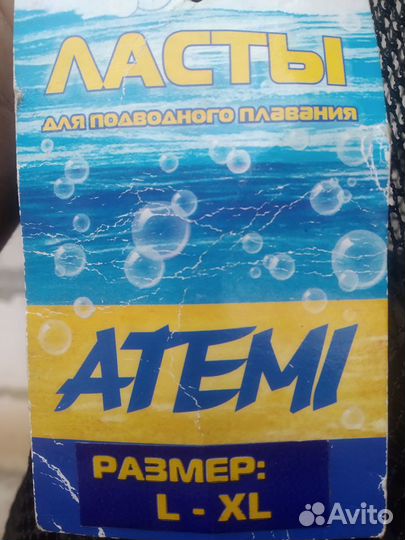 ЛАСТЫ
ДЛЯ ПОДВОДНОГО ПЛАВАНИЯ
ATEMI
РАЗМЕР:
L - XL
Avito